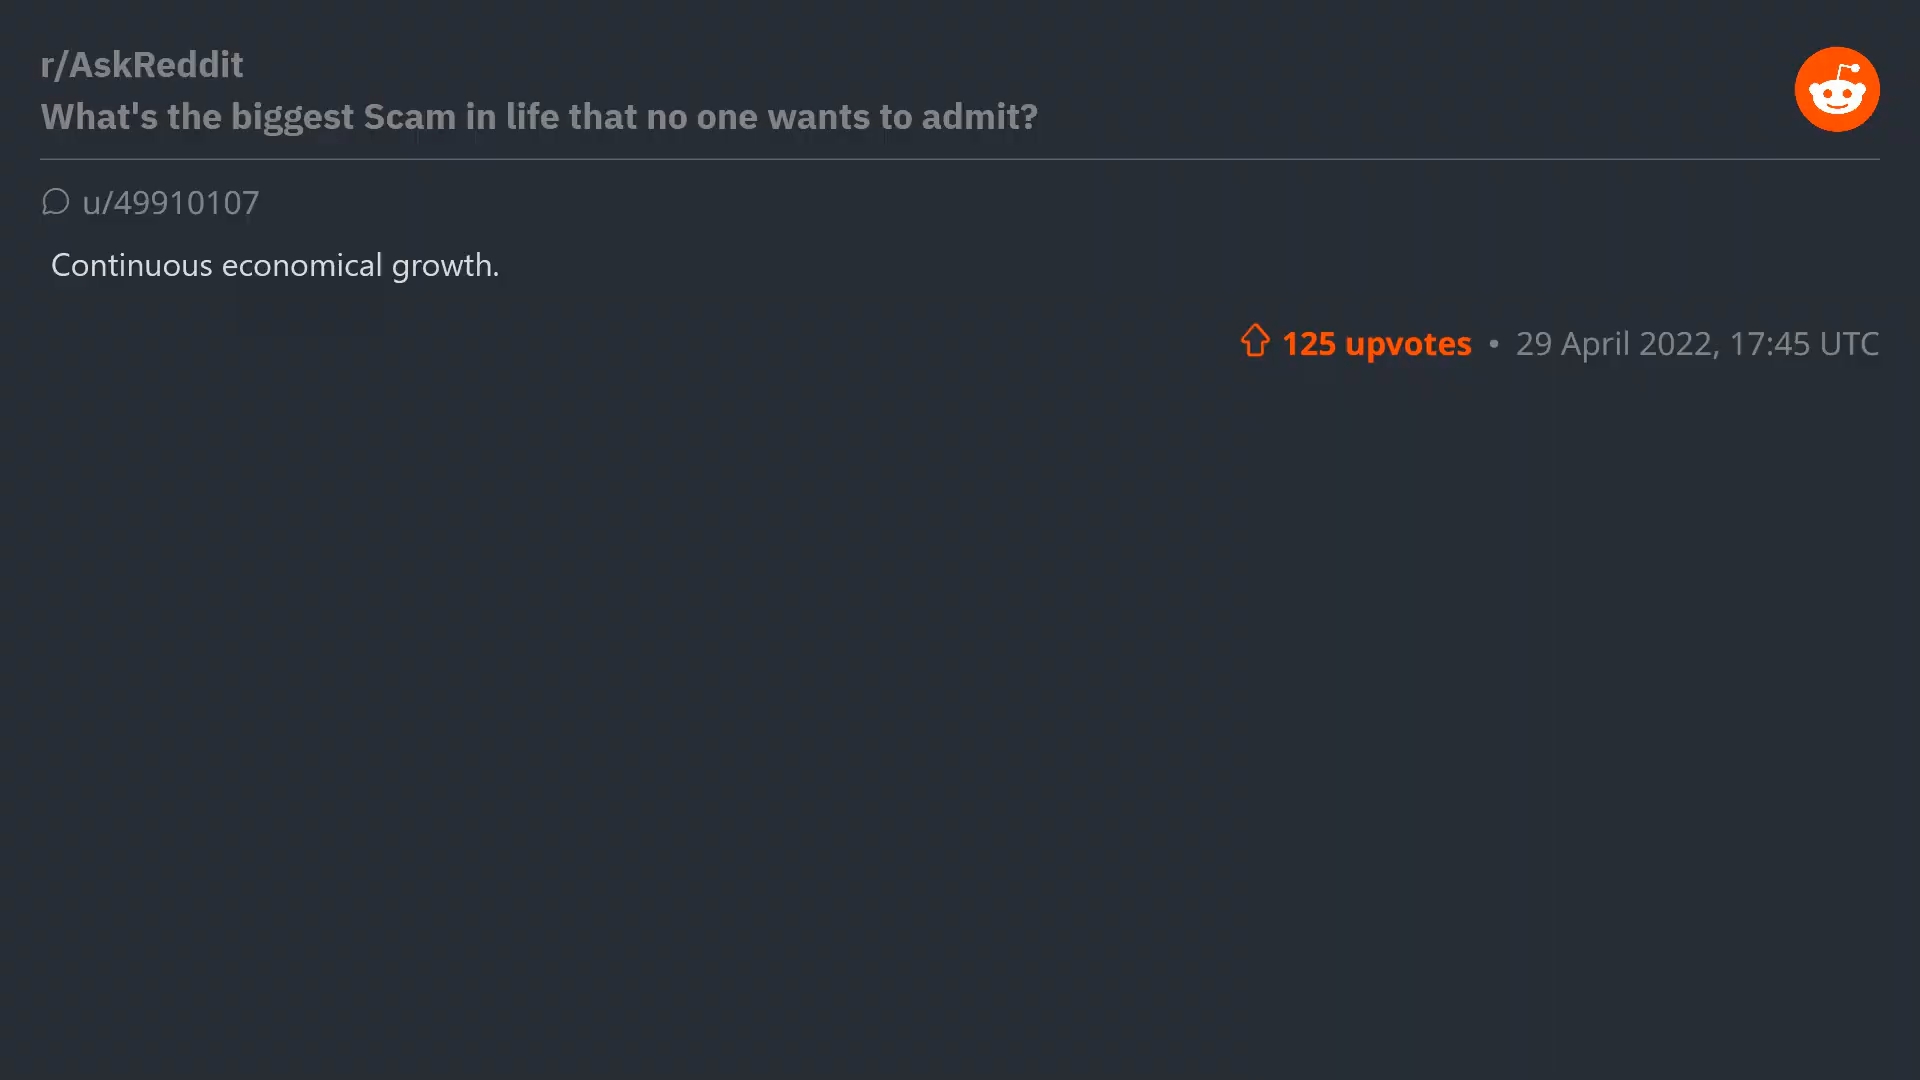 r/AskReddit
What's the biggest Scam in life that no one wants to admit?
u/49910107
Continuous economical growth.
125 upvotes • 29 April 2022, 17:45 UTC